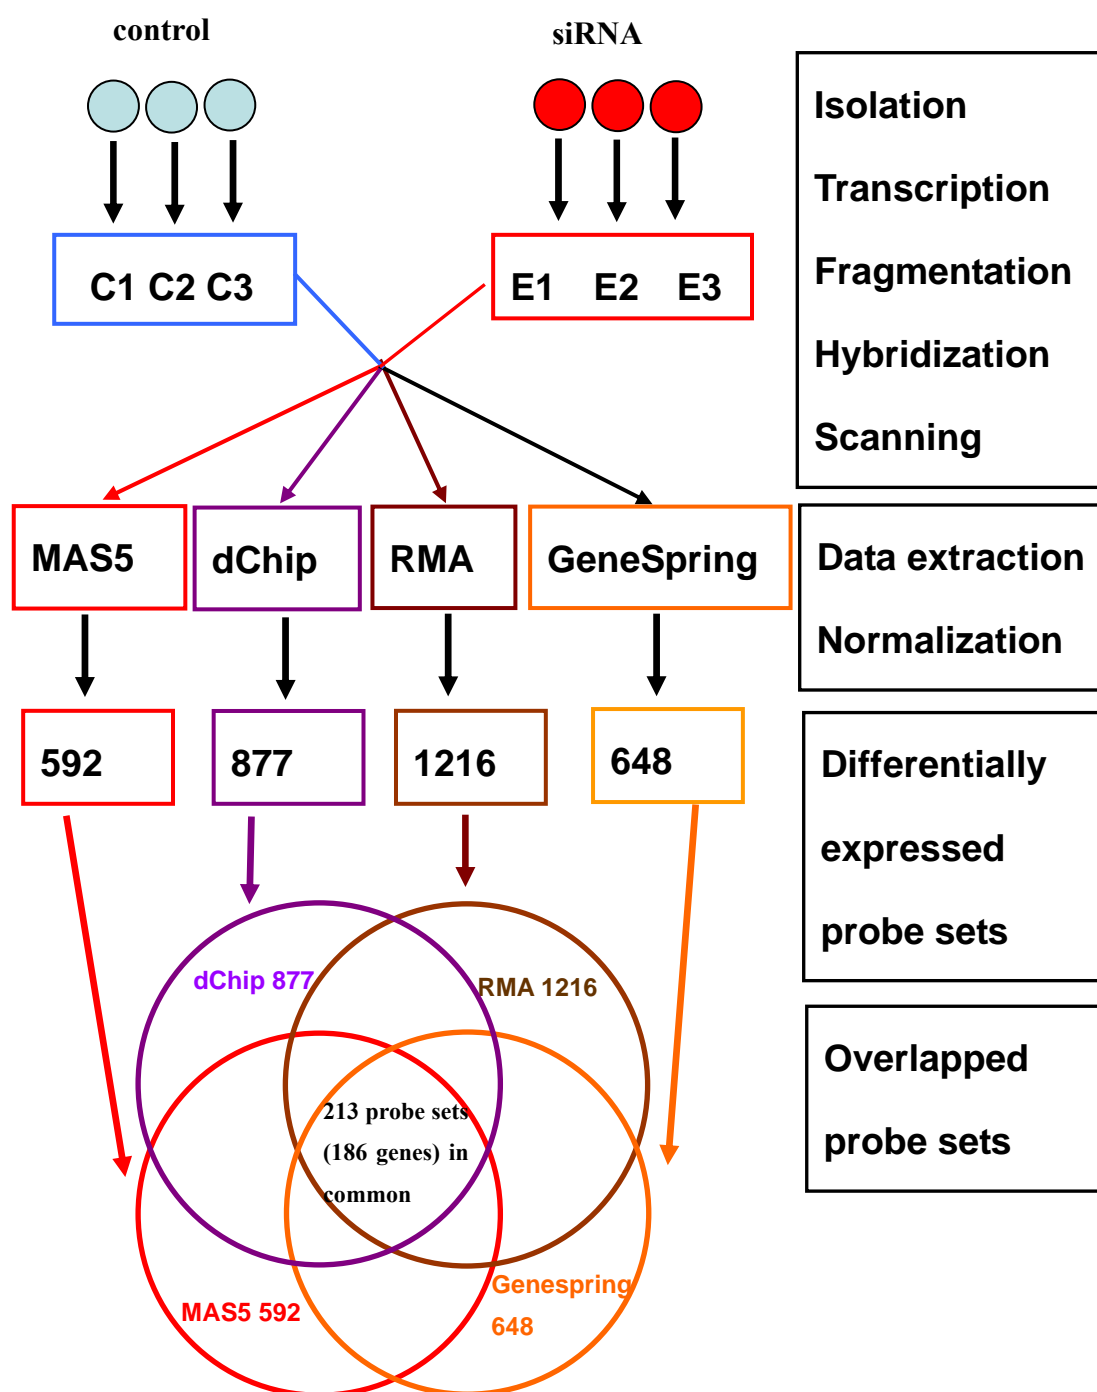 control
siRNA
C1 C2 C3
E1 E2 E3
Isolation
Transcription
Fragmentation
Hybridization
Scanning
MAS5
dChip
RMA
GeneSpring
Data extraction
Normalization
592
877
1216
648
Differentially
expressed
probe sets
dChip 877
RMA 1216
213 probe sets
(186 genes) in
common
MAS5 592
Genespring
648
Overlapped
probe sets